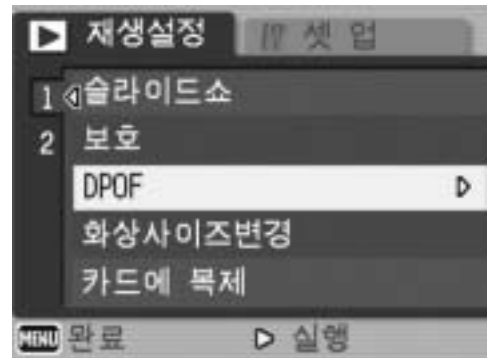 재생설정 셋 업
1 슬라이드쇼
2 보호
DPOF
화상사이즈변경
카드에 복제
MENU 완료 실행